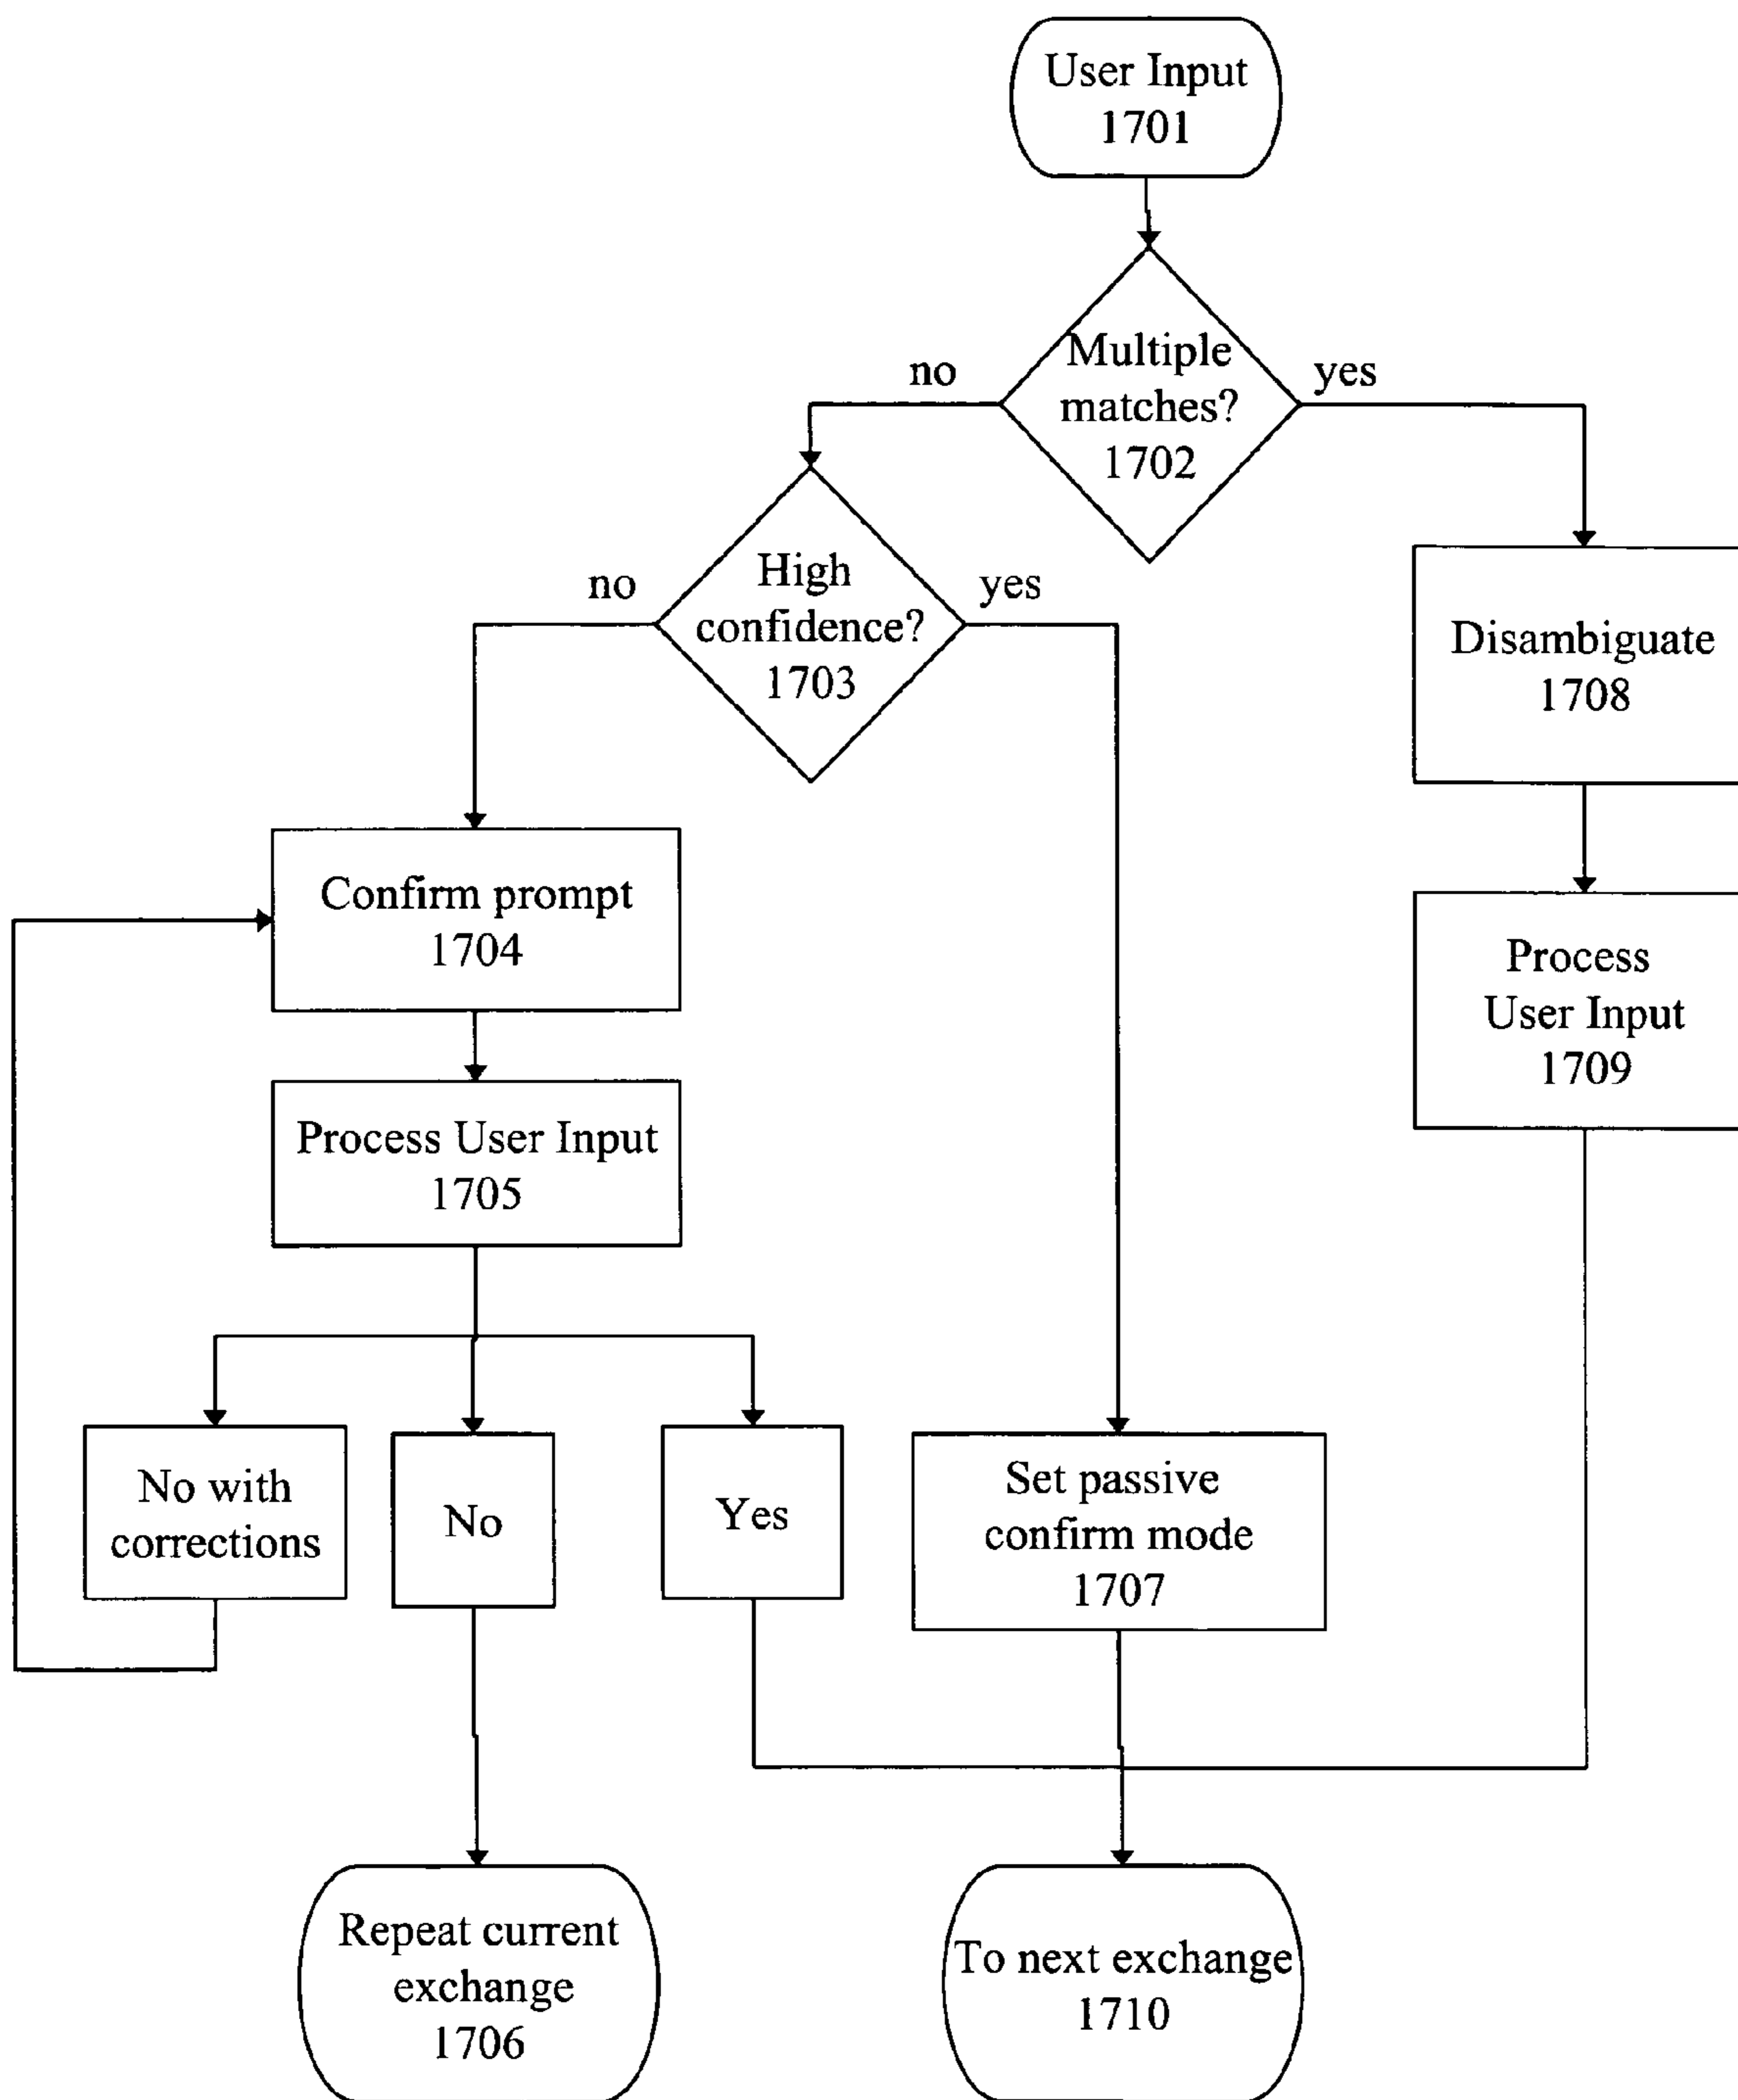 User Input
1701
Multiple
matches?
1702
no
yes
High
confidence?
1703
no
yes
Disambiguate
1708
Confirm prompt
1704
Process
User Input
1709
Process User Input
1705
No with
corrections
No
Yes
Set passive
confirm mode
1707
Repeat current
exchange
1706
To next exchange
1710